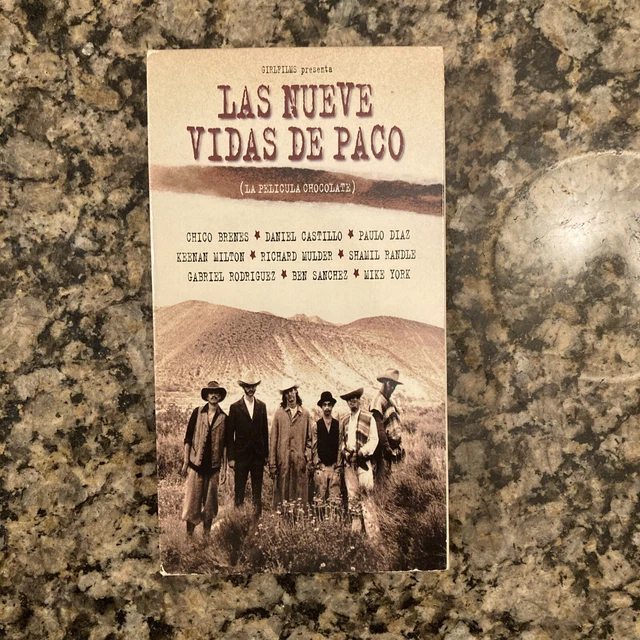 GIRLFILMS presenta
LAS NUEVE
VIDAS DE PACO
(LA PELICULA CHOCOLATE)
CHICO BRENES ★ DANIEL CASTILLO ★ PAULO DIAZ
KEENAN MILTON ★ RICHARD MULDER ★ SHAMIL RANDLE
GABRIEL RODRIGUEZ ★ BEN SANCHEZ ★ MIKE YORK